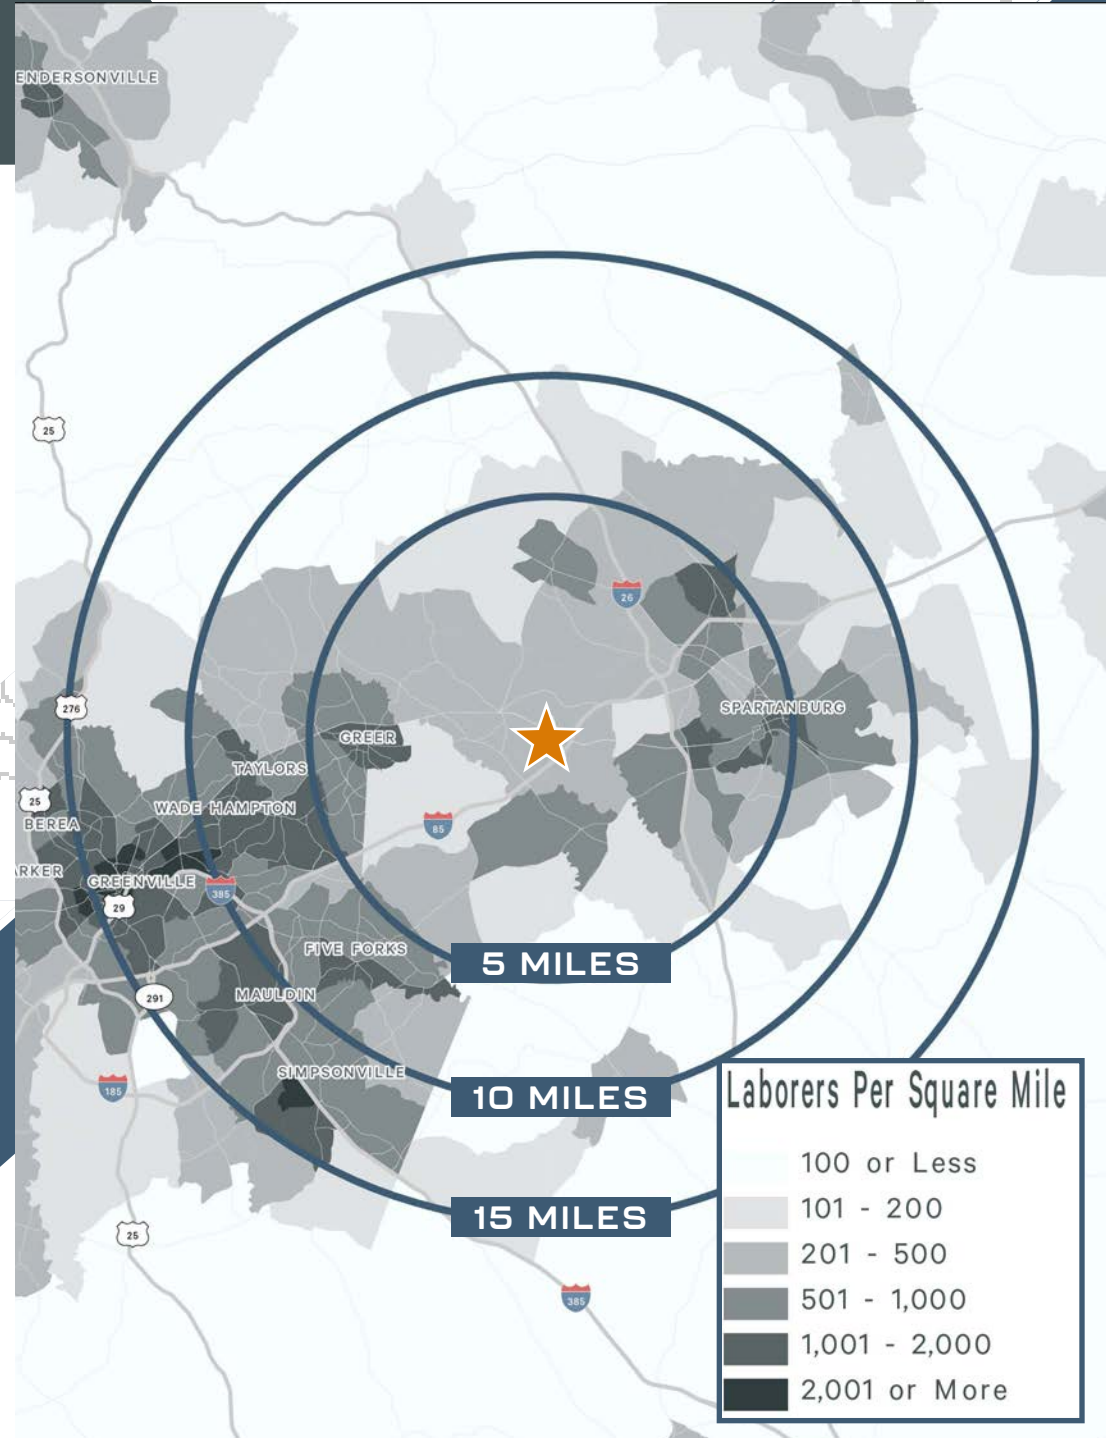 ENDERSONVILLE
25
26
276
SPARTANBURG
GREER
TAYLORS
25
WADE HAMPTON
BEREA
85
ARKER
GREENVILLE
385
29
FIVE FORKS
5 MILES
MAULDIN
291
SIMPSONVILLE
185
10 MILES
15 MILES
25
385
Laborers Per Square Mile
100 or Less
101 - 200
201 - 500
501 - 1,000
1,001 - 2,000
2,001 or More